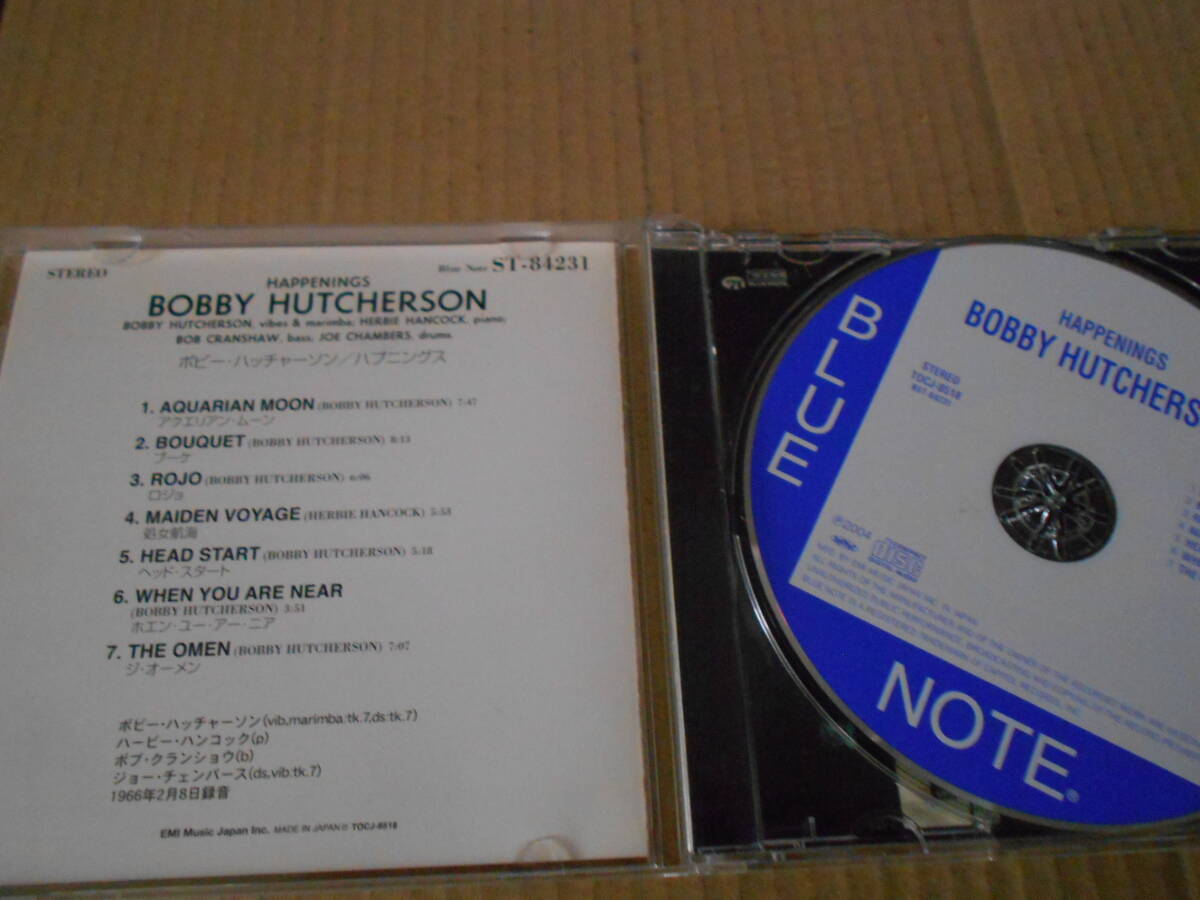 STEREO
Blue Note ST-84231
HAPPENINGS
BOBBY HUTCHERSON
BOBBY HUTCHERSON, vibes & marimba; HERBIE HANCOCK, piano;
BOB CRANSHAW, bass; JOE CHAMBERS, drums.
ボビー・ハッチャーソン/ハプニングス
1. AQUARIAN MOON (BOBBY HUTCHERSON) 7:47
アクエリアン・ムーン
2. BOUQUET (BOBBY HUTCHERSON) 8:13
ブーケ
3. ROJO (BOBBY HUTCHERSON) 6:06
ロジョ
4. MAIDEN VOYAGE (HERBIE HANCOCK) 5:53
処女航海
5. HEAD START (BOBBY HUTCHERSON) 5:18
ヘッド・スタート
6. WHEN YOU ARE NEAR
(BOBBY HUTCHERSON) 3:51
ホエン・ユー・アー・ニア
7. THE OMEN (BOBBY HUTCHERSON) 7:07
ジ・オーメン
ボビー・ハッチャーソン(vib,marimba:tk.7,ds:tk.7)
ハービー・ハンコック(p)
ボブ・クランショウ(b)
ジョー・チェンバース(ds,vib:tk.7)
1966年2月8日録音
EMI Music Japan Inc. MADE IN JAPAN TOCJ-8518
BLUE
NOTE®
HAPPENINGS
BOBBY HUTCHERS
STEREO
TOCJ-8518
℗2004
disc
MFD. BY EMI MUSIC JAPAN INC. IN JAPAN.